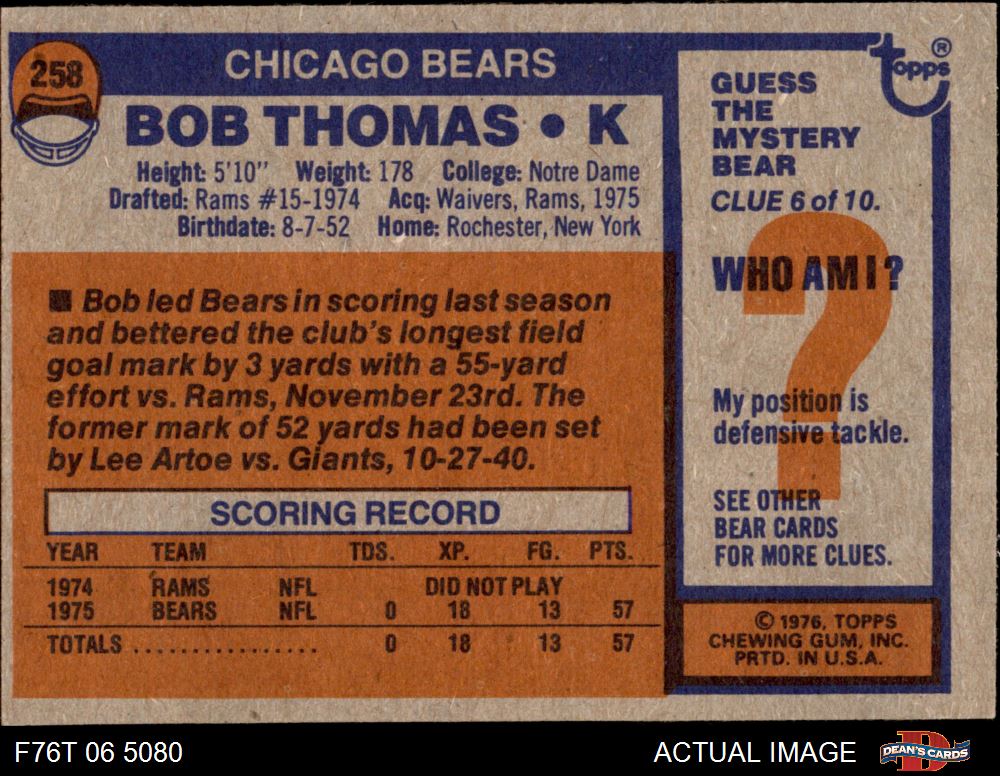 258
CHICAGO BEARS
BOB THOMAS • K
Height: 5'10" Weight: 178 College: Notre Dame
Drafted: Rams #15-1974 Acq: Waivers, Rams, 1975
Birthdate: 8-7-52 Home: Rochester, New York
■ Bob led Bears in scoring last season
and bettered the club's longest field
goal mark by 3 yards with a 55-yard
effort vs. Rams, November 23rd. The
former mark of 52 yards had been set
by Lee Artoe vs. Giants, 10-27-40.
SCORING RECORD
YEAR TEAM TDS. XP. FG. PTS.
1974 RAMS NFL DID NOT PLAY
1975 BEARS NFL 0 18 13 57
TOTALS ................ 0 18 13 57
topps ®
GUESS
THE
MYSTERY
BEAR
CLUE 6 of 10.
WHO AM I ?
?
My position is
defensive tackle.
SEE OTHER
BEAR CARDS
FOR MORE CLUES.
© 1976, TOPPS
CHEWING GUM, INC.
PRTD. IN U.S.A.
F76T 06 5080
ACTUAL IMAGE
D
DEAN'S CARDS